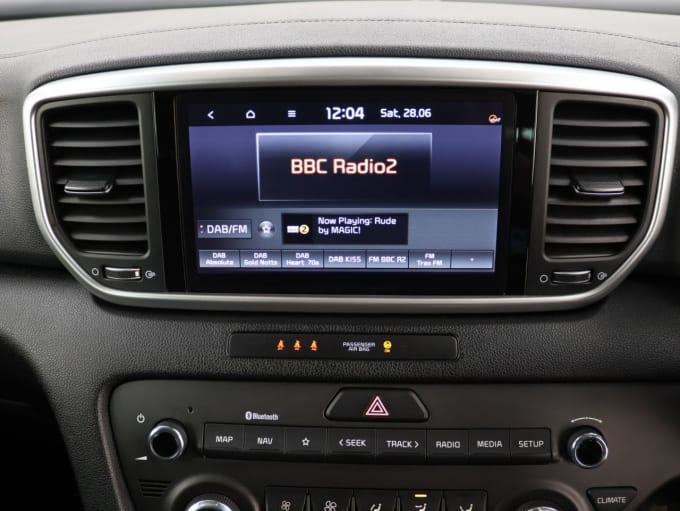 12:04 Sat, 28.06
BBC Radio2
DAB/FM
2
Now Playing: Rude
by MAGIC!
DAB
Absolute
DAB
Gold Notts
DAB
Heart 70s
DAB KISS
FM BBC R2
FM
Trax FM
PASSENGER
AIR BAG
ON
Bluetooth
MAP NAV < SEEK TRACK > RADIO MEDIA SETUP
CLIMATE